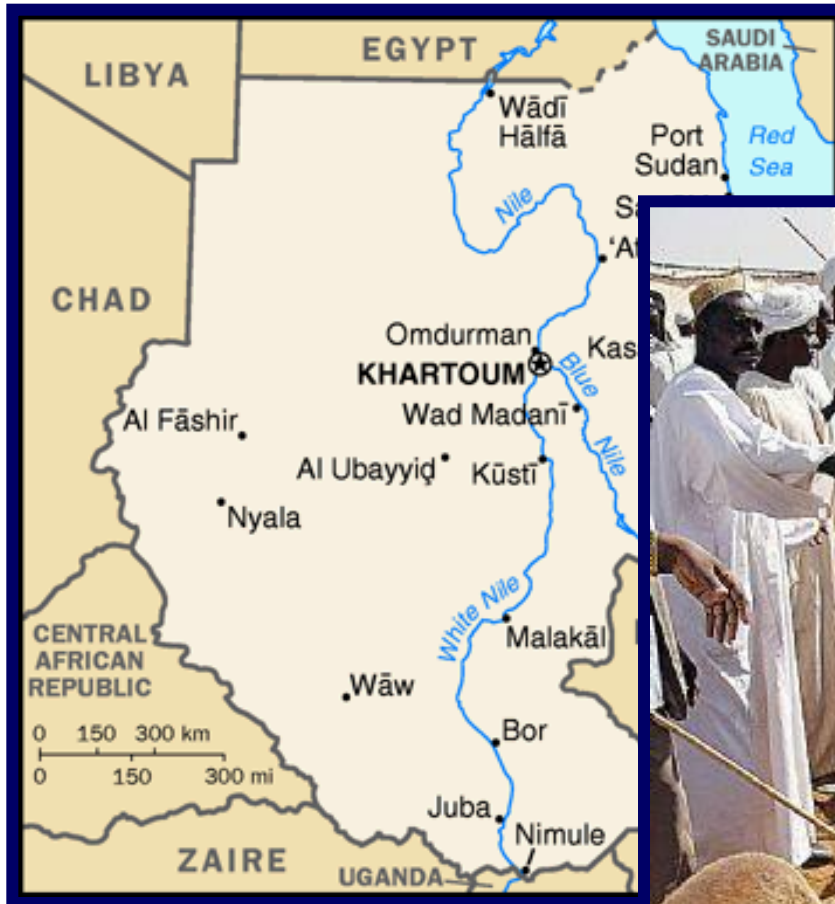 EGYPT
LIBYA
SAUDI
ARABIA
Wādī
Hālfā
Port
Sudan
Red
Sea
Nile
CHAD
Omdurman
KHARTOUM
Blue
Nile
Wad Madanī
Al Fāshir
Al Ubayyiḑ
Kūstī
Nyala
White Nile
Malakāl
CENTRAL
AFRICAN
REPUBLIC
Wāw
0 150 300 km
0 150 300 mi
Bor
Juba
Nimule
ZAIRE
UGANDA